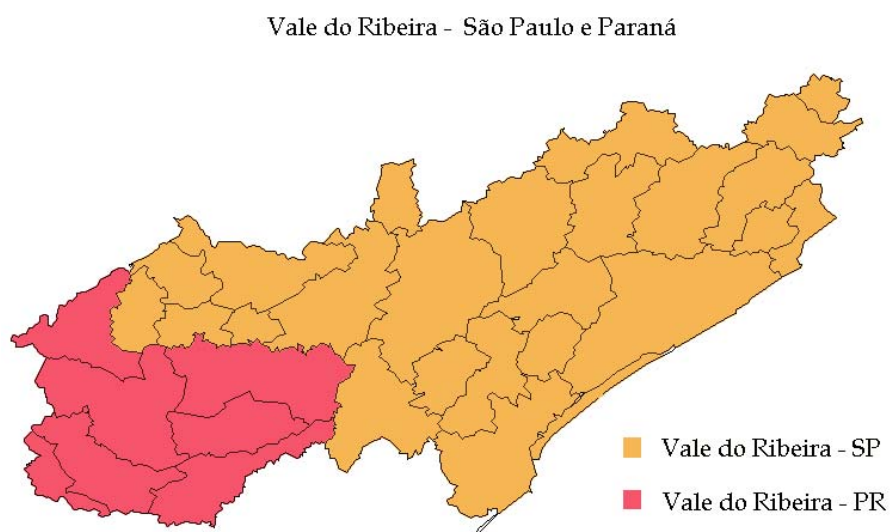 Vale do Ribeira - São Paulo e Paraná
Vale do Ribeira - SP
Vale do Ribeira - PR